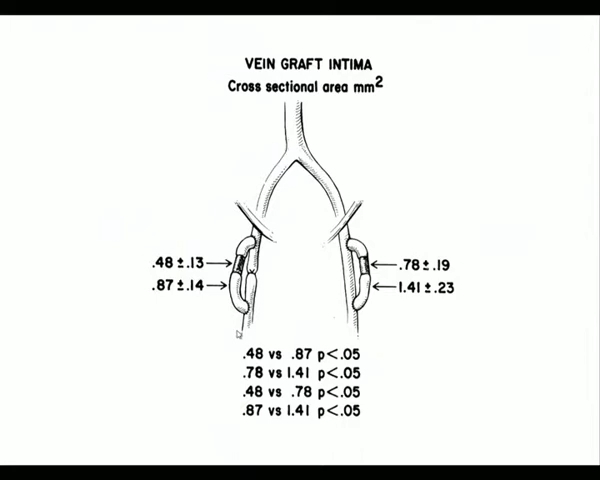 VEIN GRAFT INTIMA
Cross sectional area mm2
.48 ± .13
.78 ± .19
.87 ± .14
1.41 ± .23
.48 vs .87 p<.05
.78 vs 1.41 p<.05
.48 vs .78 p<.05
.87 vs 1.41 p<.05